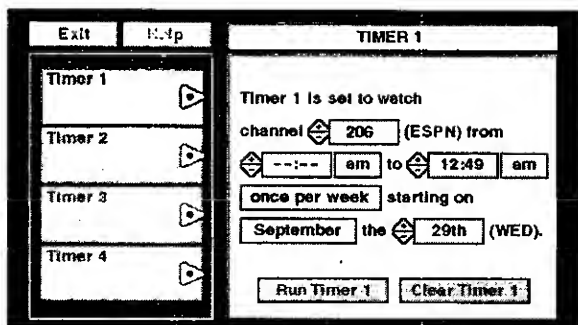 Exit Help
TIMER 1
Timer 1
Timer 2
Timer 3
Timer 4
Timer 1 is set to watch
channel 206 (ESPN) from
--:-- am to 12:49 am
once per week starting on
September the 29th (WED).
Run Timer 1 Clear Timer 1